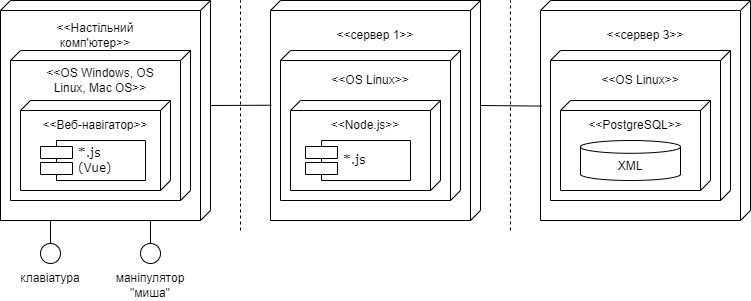 <<Настільний
комп'ютер>>
<<OS Windows, OS
Linux, Mac OS>>
<<Веб-навігатор>>
*.js
(Vue)
клавіатура
маніпулятор
"миша"
<<сервер 1>>
<<OS Linux>>
<<Node.js>>
*.js
<<сервер 3>>
<<OS Linux>>
<<PostgreSQL>>
XML